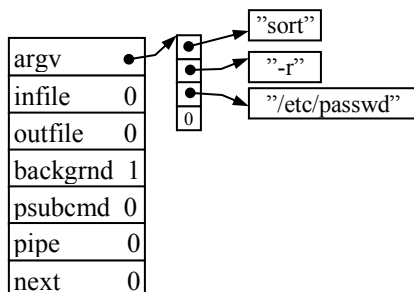 ”sort”
argv
”-r”
infile 0
”/etc/passwd”
0
outfile 0
backgrnd 1
psubcmd 0
pipe 0
next 0